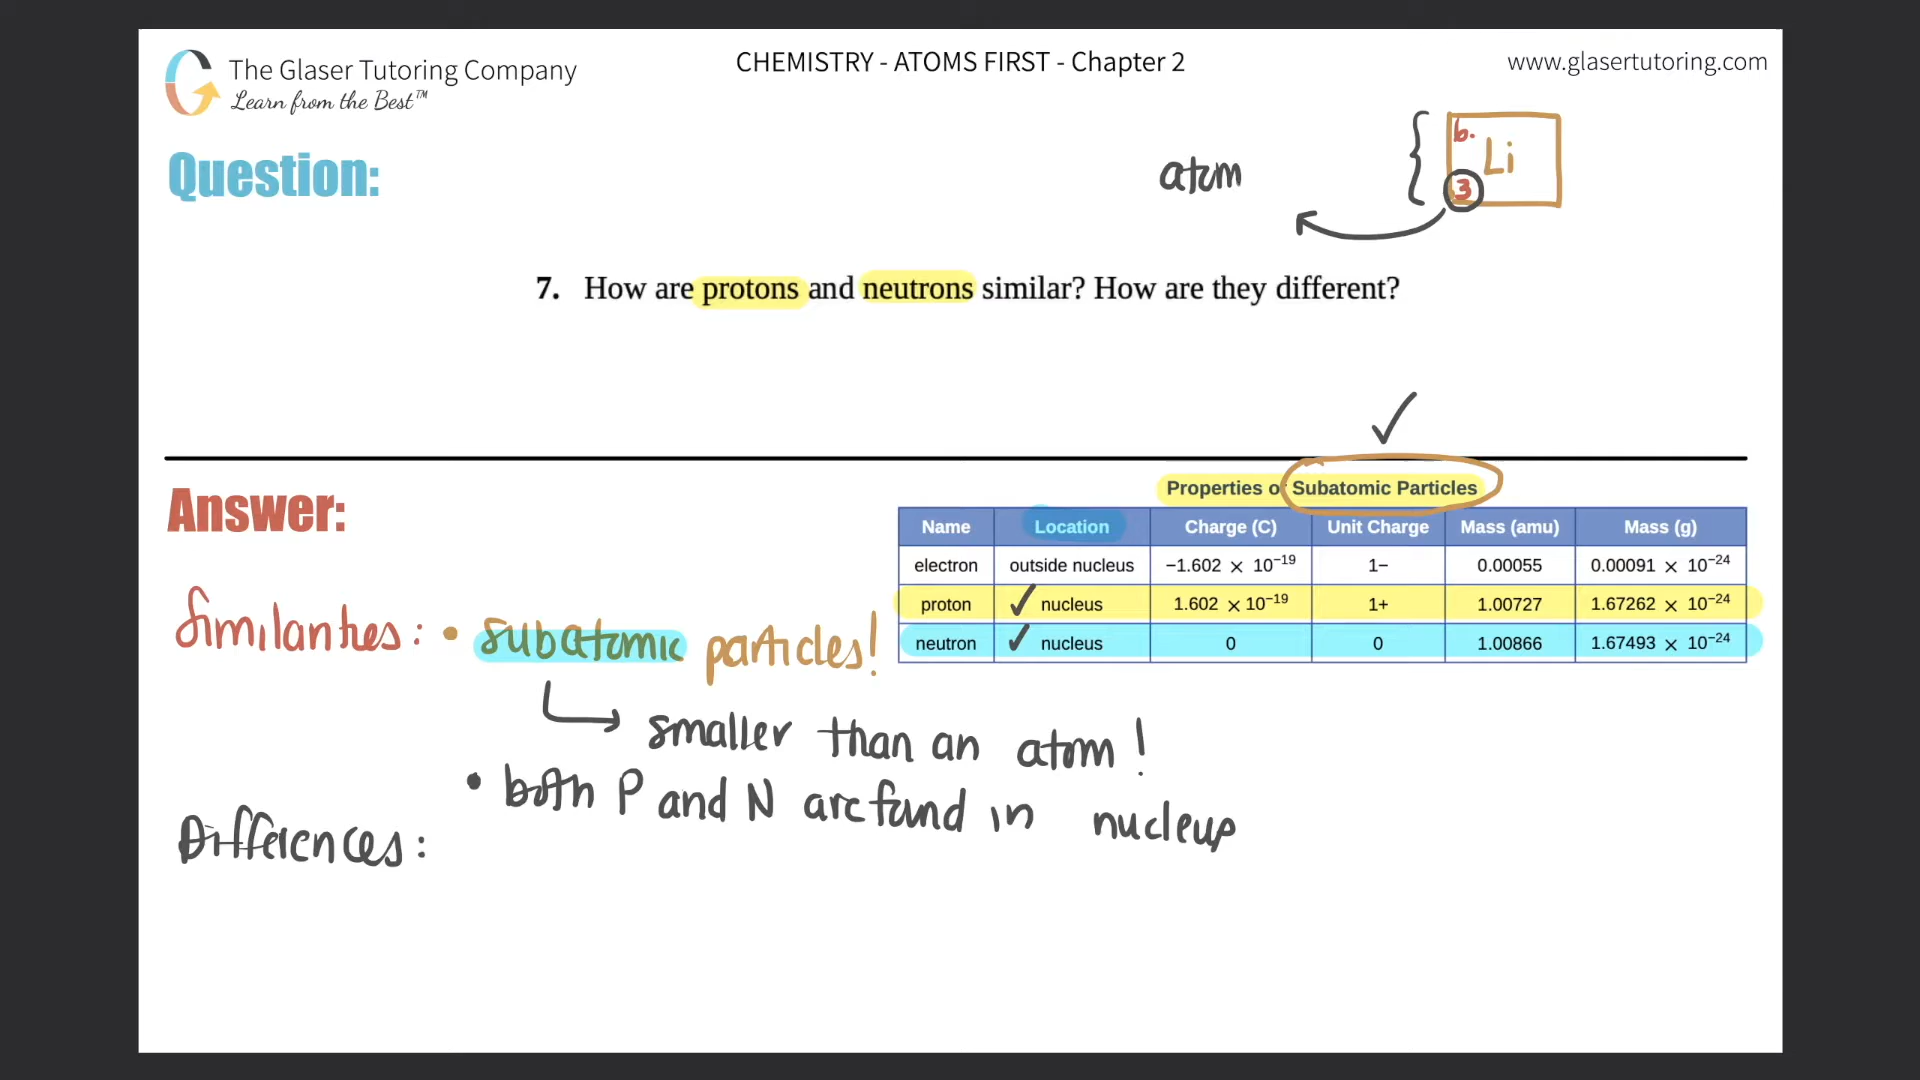 The Glaser Tutoring Company
Learn from the Best™
CHEMISTRY - ATOMS FIRST - Chapter 2
www.glasertutoring.com
Question:
atom
6.
Li
3
7. How are protons and neutrons similar? How are they different?
Answer:
Properties of Subatomic Particles
Name Location Charge (C) Unit Charge Mass (amu) Mass (g)
electron outside nucleus −1.602 × 10⁻¹⁹ 1− 0.00055 0.00091 × 10⁻²⁴
proton nucleus 1.602 × 10⁻¹⁹ 1+ 1.00727 1.67262 × 10⁻²⁴
neutron nucleus 0 0 1.00866 1.67493 × 10⁻²⁴
Similarities: • subatomic particles!
smaller than an atom!
• both P and N are found in nucleus
Differences: